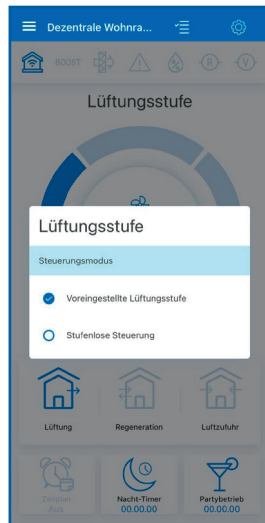 Dezentrale Wohnra...
BOOST
R
V
Lüftungsstufe
Lüftungsstufe
Steuerungsmodus
Voreingestellte Lüftungsstufe
Stufenlose Steuerung
Lüftung
Regeneration
Luftzufuhr
Zeitplan
Aus
Nacht-Timer
00.00.00
Partybetrieb
00.00.00